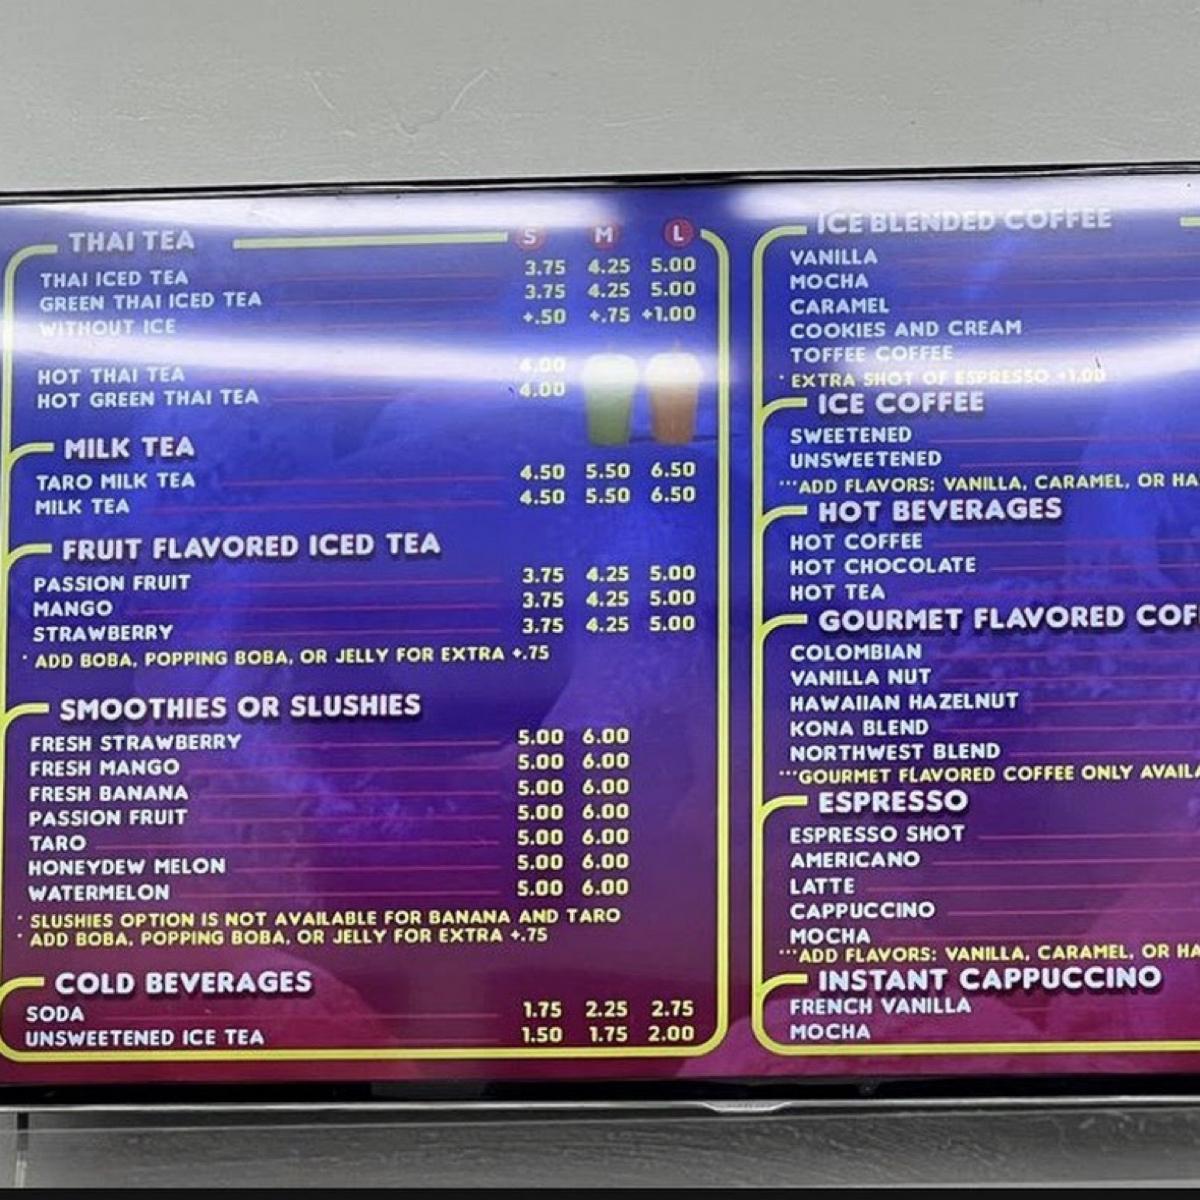 THAI TEA S M L
THAI ICED TEA 3.75 4.25 5.00
GREEN THAI ICED TEA 3.75 4.25 5.00
WITHOUT ICE +.50 +.75 +1.00
HOT THAI TEA 4.00
HOT GREEN THAI TEA 4.00
MILK TEA
TARO MILK TEA 4.50 5.50 6.50
MILK TEA 4.50 5.50 6.50
FRUIT FLAVORED ICED TEA
PASSION FRUIT 3.75 4.25 5.00
MANGO 3.75 4.25 5.00
STRAWBERRY 3.75 4.25 5.00
* ADD BOBA, POPPING BOBA, OR JELLY FOR EXTRA +.75
SMOOTHIES OR SLUSHIES
FRESH STRAWBERRY 5.00 6.00
FRESH MANGO 5.00 6.00
FRESH BANANA 5.00 6.00
PASSION FRUIT 5.00 6.00
TARO 5.00 6.00
HONEYDEW MELON 5.00 6.00
WATERMELON 5.00 6.00
* SLUSHIES OPTION IS NOT AVAILABLE FOR BANANA AND TARO
* ADD BOBA, POPPING BOBA, OR JELLY FOR EXTRA +.75
COLD BEVERAGES
SODA 1.75 2.25 2.75
UNSWEETENED ICE TEA 1.50 1.75 2.00
ICE BLENDED COFFEE
VANILLA
MOCHA
CARAMEL
COOKIES AND CREAM
TOFFEE COFFEE
* EXTRA SHOT OF ESPRESSO +1.00
ICE COFFEE
SWEETENED
UNSWEETENED
***ADD FLAVORS: VANILLA, CARAMEL, OR HA
HOT BEVERAGES
HOT COFFEE
HOT CHOCOLATE
HOT TEA
GOURMET FLAVORED COF
COLOMBIAN
VANILLA NUT
HAWAIIAN HAZELNUT
KONA BLEND
NORTHWEST BLEND
***GOURMET FLAVORED COFFEE ONLY AVAILA
ESPRESSO
ESPRESSO SHOT
AMERICANO
LATTE
CAPPUCCINO
MOCHA
***ADD FLAVORS: VANILLA, CARAMEL, OR HA
INSTANT CAPPUCCINO
FRENCH VANILLA
MOCHA